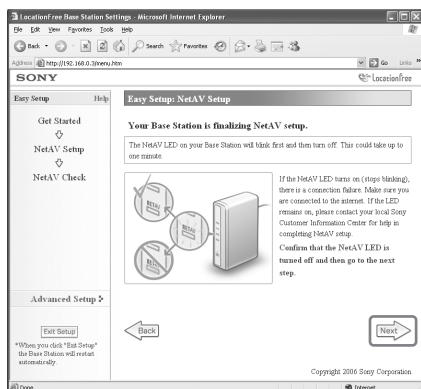 LocationFree Base Station Settings - Microsoft Internet Explorer
File Edit View Favorites Tools Help
Back Search Favorites
Address http://192.168.0.3/menu.htm Go Links »
SONY LocationFree
Easy Setup Help
Get Started
NetAV Setup
NetAV Check
Advanced Setup
Exit Setup
*When you click "Exit Setup"
the Base Station will restart
automatically.
Easy Setup: NetAV Setup
Your Base Station is finalizing NetAV setup.
The NetAV LED on your Base Station will blink first and then turn off. This could take up to
one minute.
NETAV
NETAV
NETAV
If the NetAV LED turns on (stops blinking),
there is a connection failure. Make sure you
are connected to the internet. If the LED
remains on, please contact your local Sony
Customer Information Center for help in
completing NetAV setup.
Confirm that the NetAV LED is
turned off and then go to the next
step.
Back Next
Copyright 2006 Sony Corporation
Done Internet